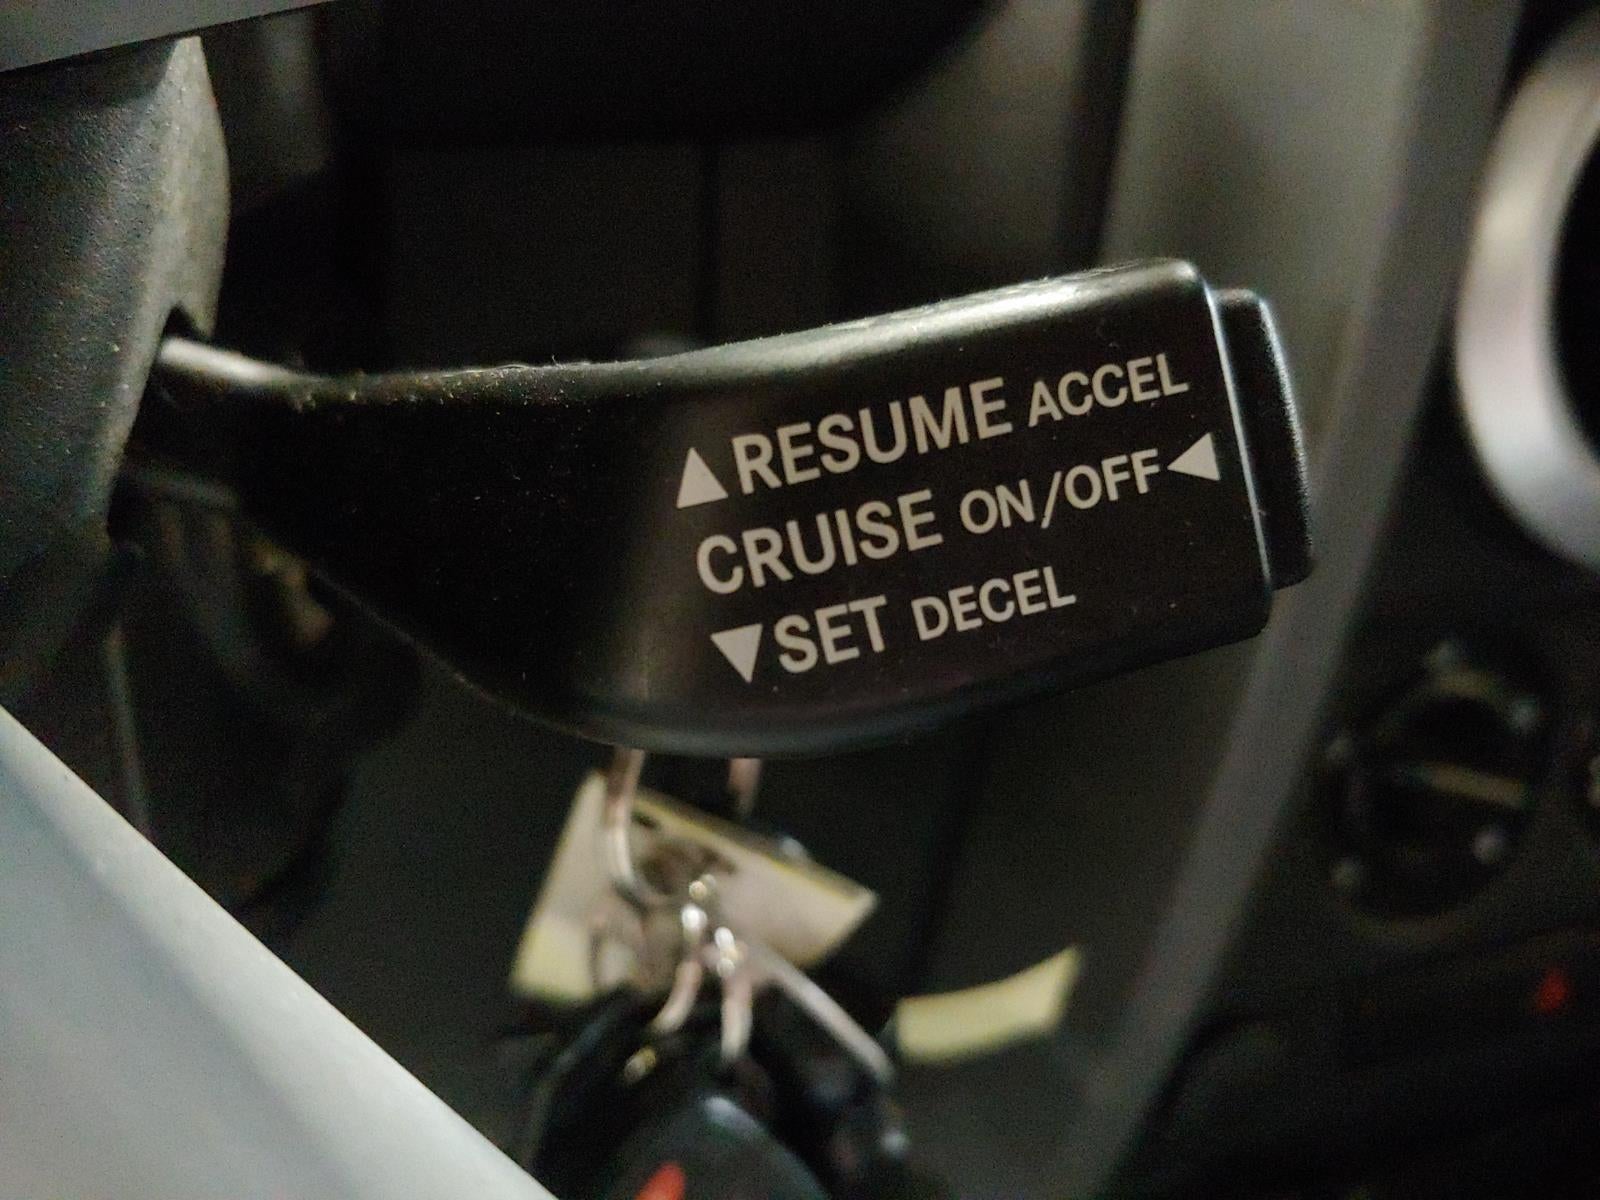 ▲RESUME ACCEL
CRUISE ON/OFF◀
▼SET DECEL